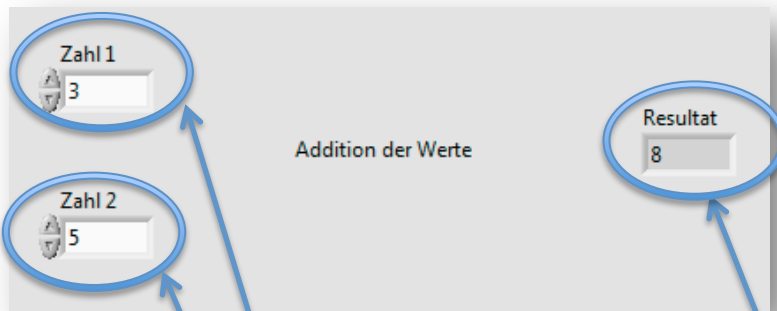 Zahl 1
3
Addition der Werte
Resultat
8
Zahl 2
5